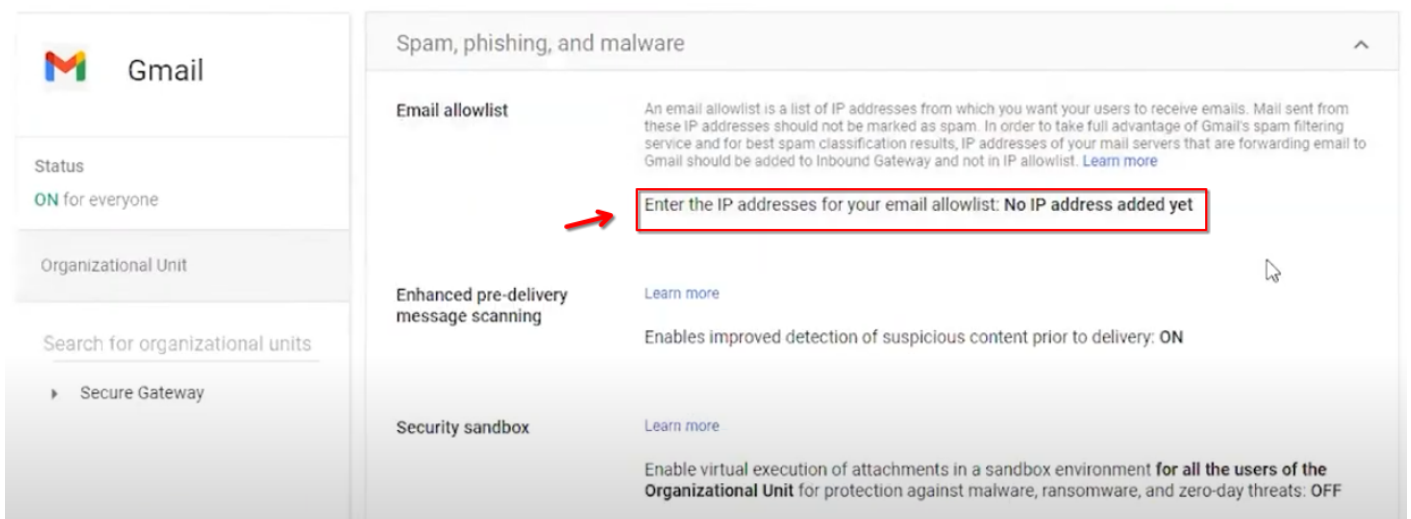 Gmail
Status
ON for everyone
Organizational Unit
Search for organizational units
Secure Gateway
Spam, phishing, and malware
Email allowlist
An email allowlist is a list of IP addresses from which you want your users to receive emails. Mail sent from
these IP addresses should not be marked as spam. In order to take full advantage of Gmail's spam filtering
service and for best spam classification results, IP addresses of your mail servers that are forwarding email to
Gmail should be added to Inbound Gateway and not in IP allowlist. Learn more
Enter the IP addresses for your email allowlist: No IP address added yet
Enhanced pre-delivery
message scanning
Learn more
Enables improved detection of suspicious content prior to delivery: ON
Security sandbox
Learn more
Enable virtual execution of attachments in a sandbox environment for all the users of the
Organizational Unit for protection against malware, ransomware, and zero-day threats: OFF